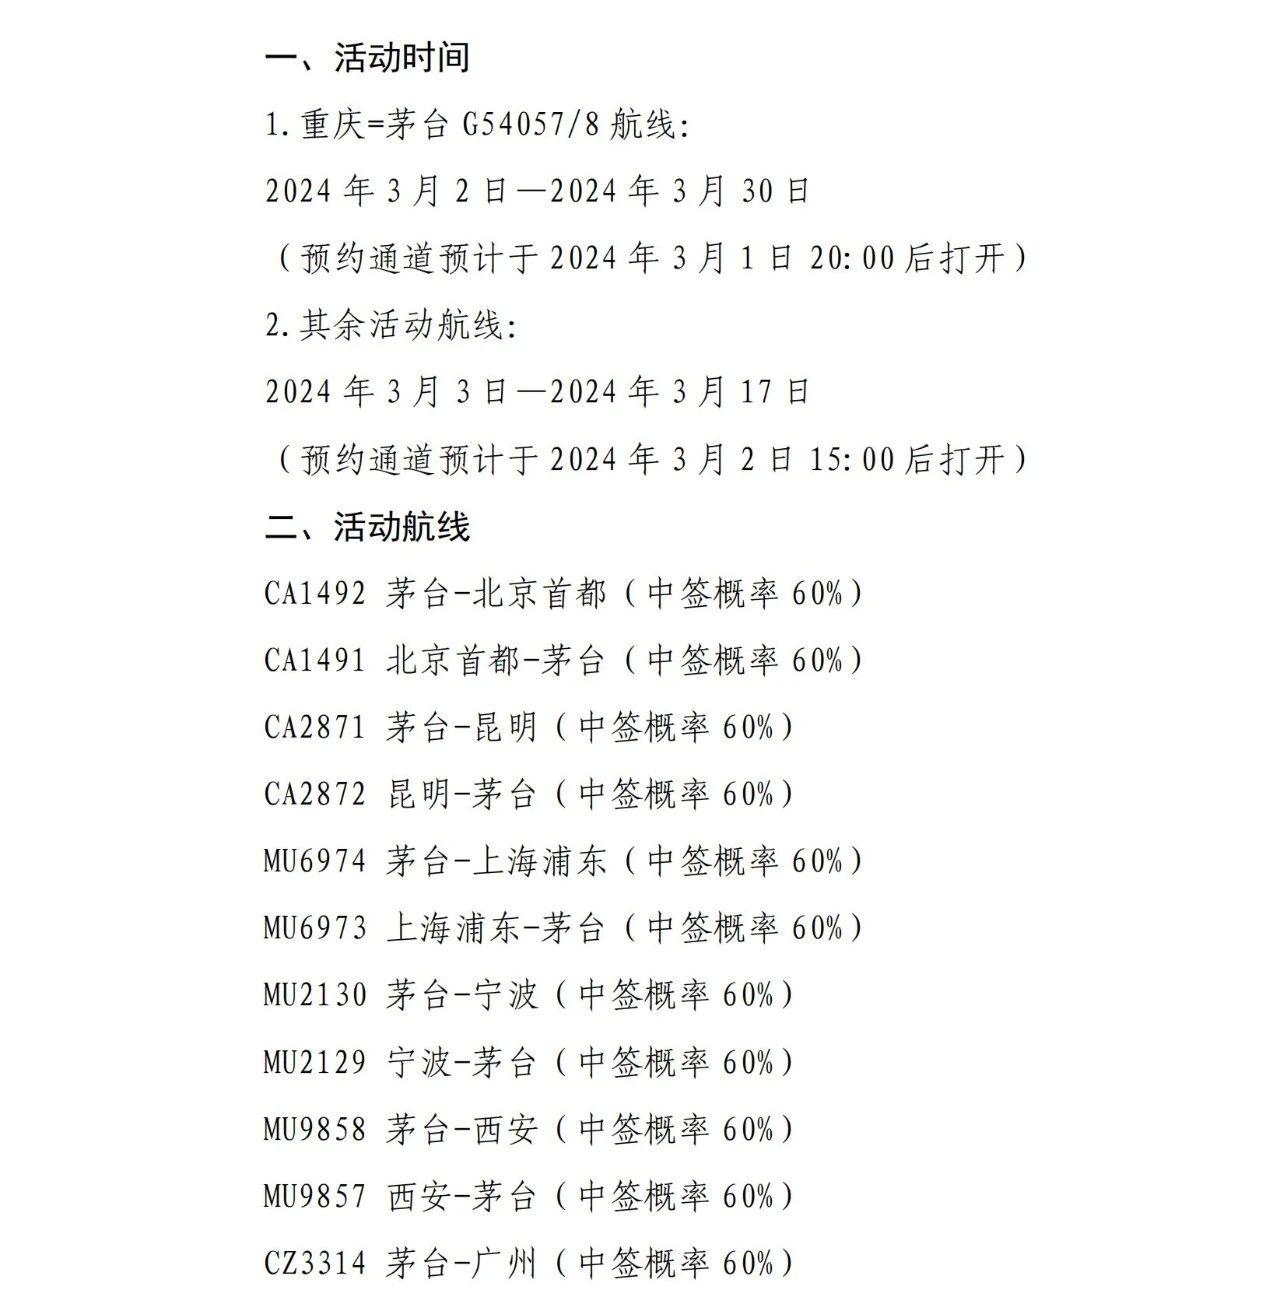 一、活动时间
1.重庆=茅台 G54057/8 航线:
2024 年 3 月 2 日—2024 年 3 月 30 日
（预约通道预计于 2024 年 3 月 1 日 20:00 后打开）
2.其余活动航线:
2024 年 3 月 3 日—2024 年 3 月 17 日
（预约通道预计于 2024 年 3 月 2 日 15:00 后打开）
二、活动航线
CA1492 茅台-北京首都（中签概率 60%）
CA1491 北京首都-茅台（中签概率 60%）
CA2871 茅台-昆明（中签概率 60%）
CA2872 昆明-茅台（中签概率 60%）
MU6974 茅台-上海浦东（中签概率 60%）
MU6973 上海浦东-茅台（中签概率 60%）
MU2130 茅台-宁波（中签概率 60%）
MU2129 宁波-茅台（中签概率 60%）
MU9858 茅台-西安（中签概率 60%）
MU9857 西安-茅台（中签概率 60%）
CZ3314 茅台-广州（中签概率 60%）